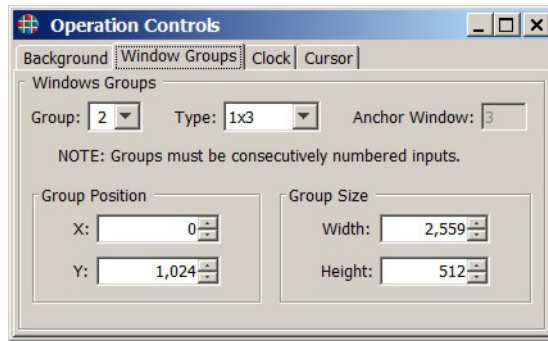 Operation Controls
Background Window Groups Clock Cursor
Windows Groups
Group: 2 Type: 1x3 Anchor Window: 3
NOTE: Groups must be consecutively numbered inputs.
Group Position Group Size
X: 0 Width: 2,559
Y: 1,024 Height: 512